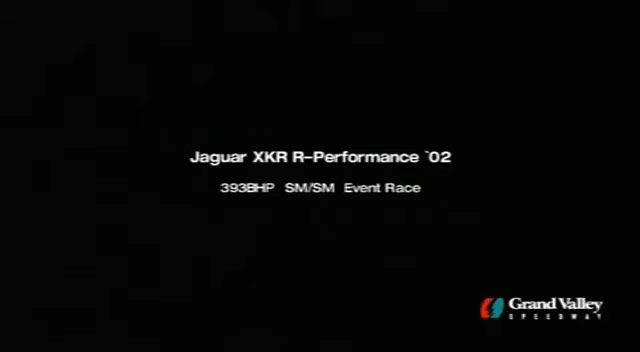 Jaguar XKR R-Performance `02
393BHP SM/SM Event Race
Grand Valley
SPEEDWAY